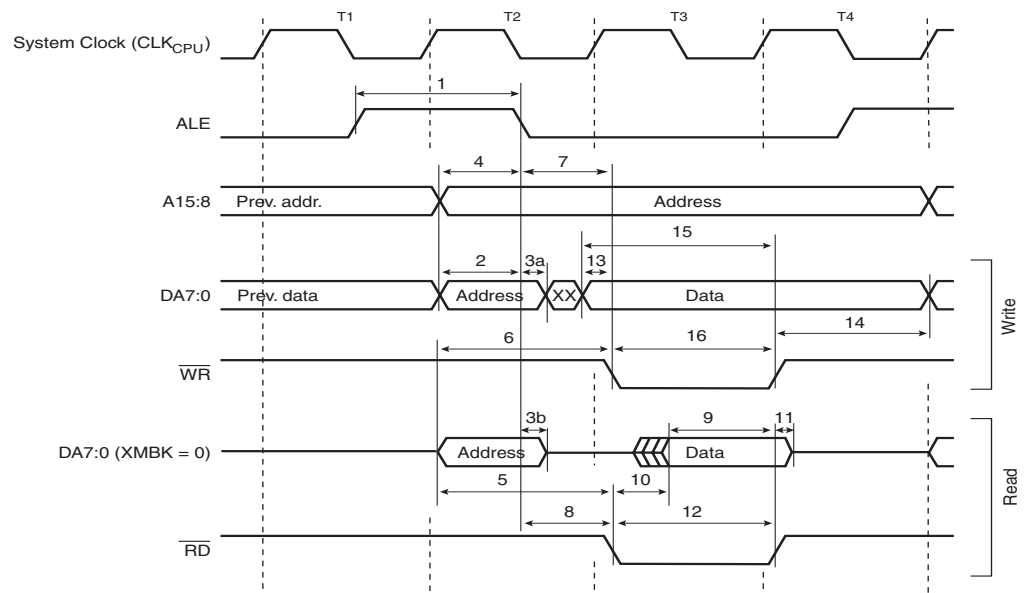 T1 T2 T3 T4
System Clock (CLKCPU)
1
ALE
4 7
A15:8 Prev. addr. Address
15
2 3a 13
DA7:0 Prev. data Address XX Data
14
6 16
WR
Write
3b 9 11
DA7:0 (XMBK = 0) Address Data
5 10
Read
8 12
RD